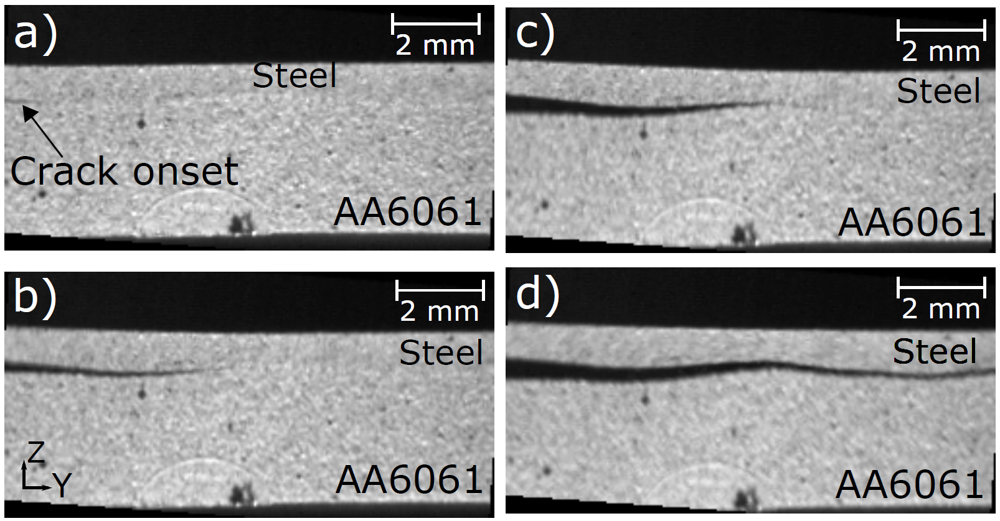 a)
2 mm
Steel
Crack onset
AA6061
b)
2 mm
Steel
Z
Y
AA6061
c)
2 mm
Steel
AA6061
d)
2 mm
Steel
AA6061